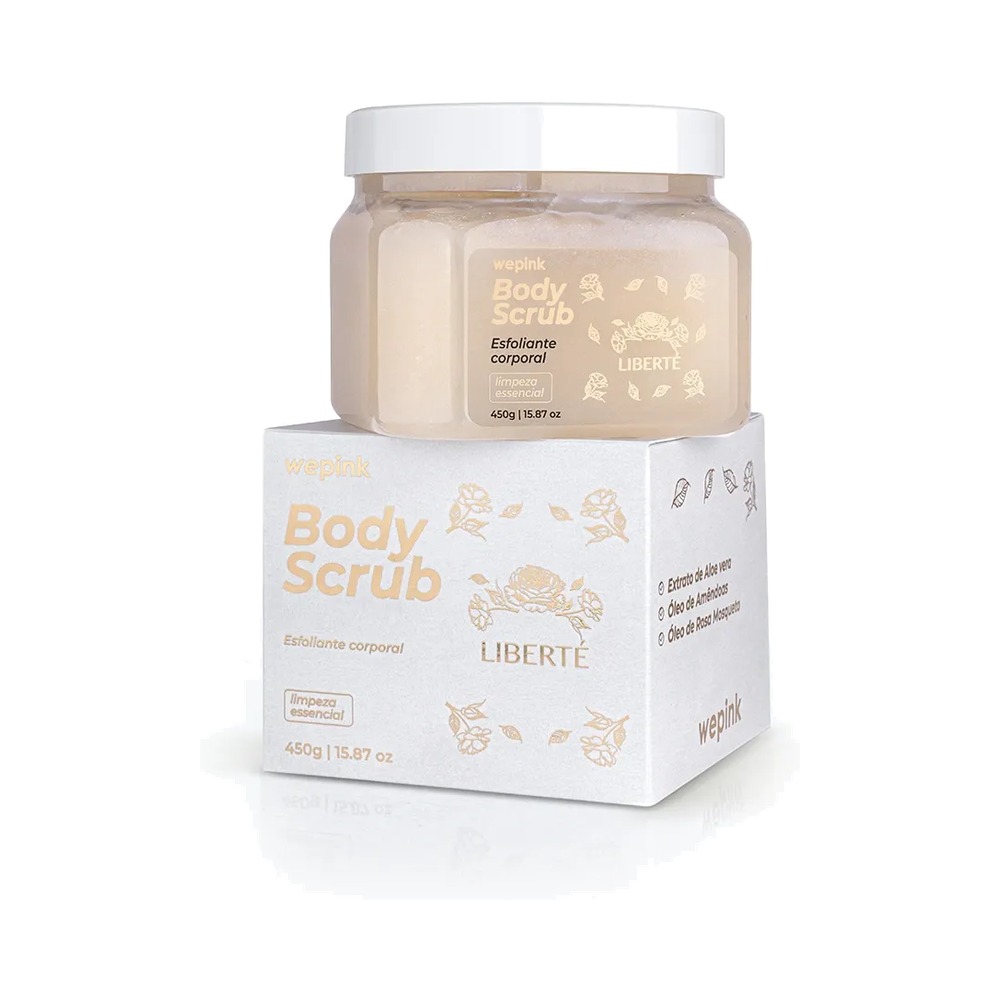 wepink
Body
Scrub
Esfoliante
corporal
LIBERTÉ
limpeza
essencial
450g | 15.87 oz
wepink
Body
Scrub
Esfoliante corporal
LIBERTÉ
limpeza
essencial
450g | 15.87 oz
Extrato de Aloe vera
Óleo de Amêndoas
Óleo de Rosa Mosqueta
wepink